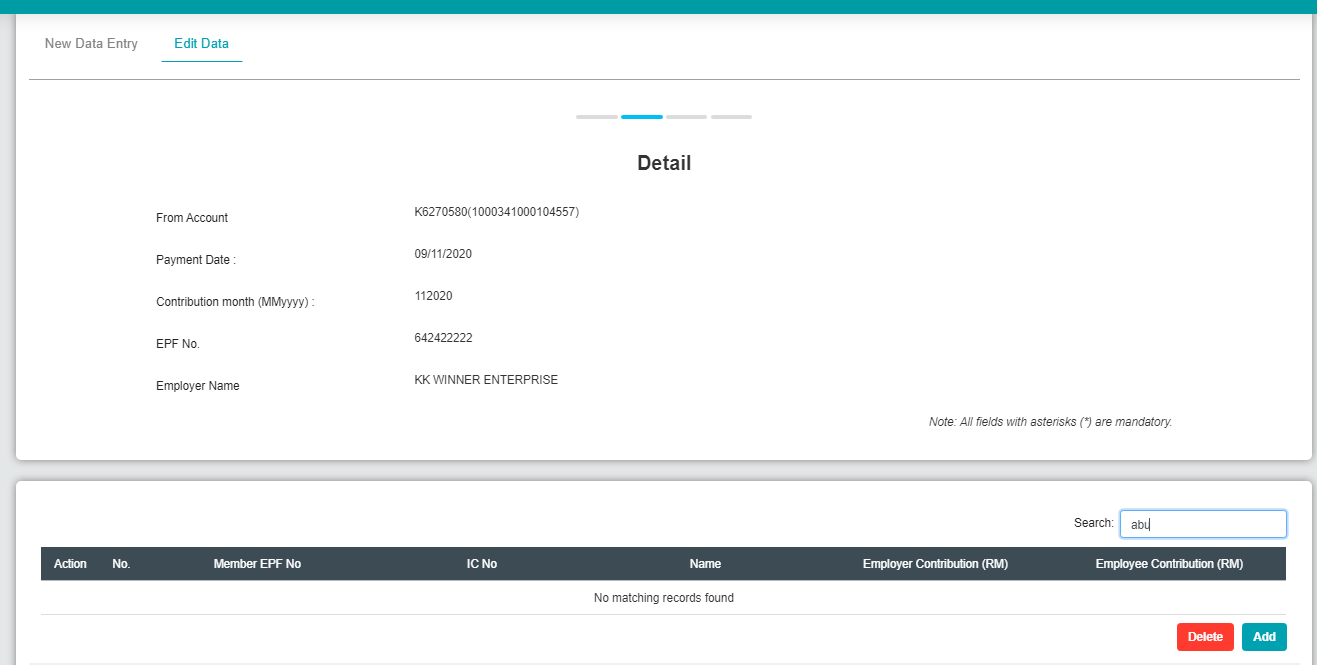 New Data Entry Edit Data
Detail
From Account K6270580(1000341000104557)
Payment Date : 09/11/2020
Contribution month (MMyyyy) : 112020
EPF No. 642422222
Employer Name KK WINNER ENTERPRISE
Note: All fields with asterisks (*) are mandatory.
Search: abu
Action No. Member EPF No IC No Name Employer Contribution (RM) Employee Contribution (RM)
No matching records found
Delete Add